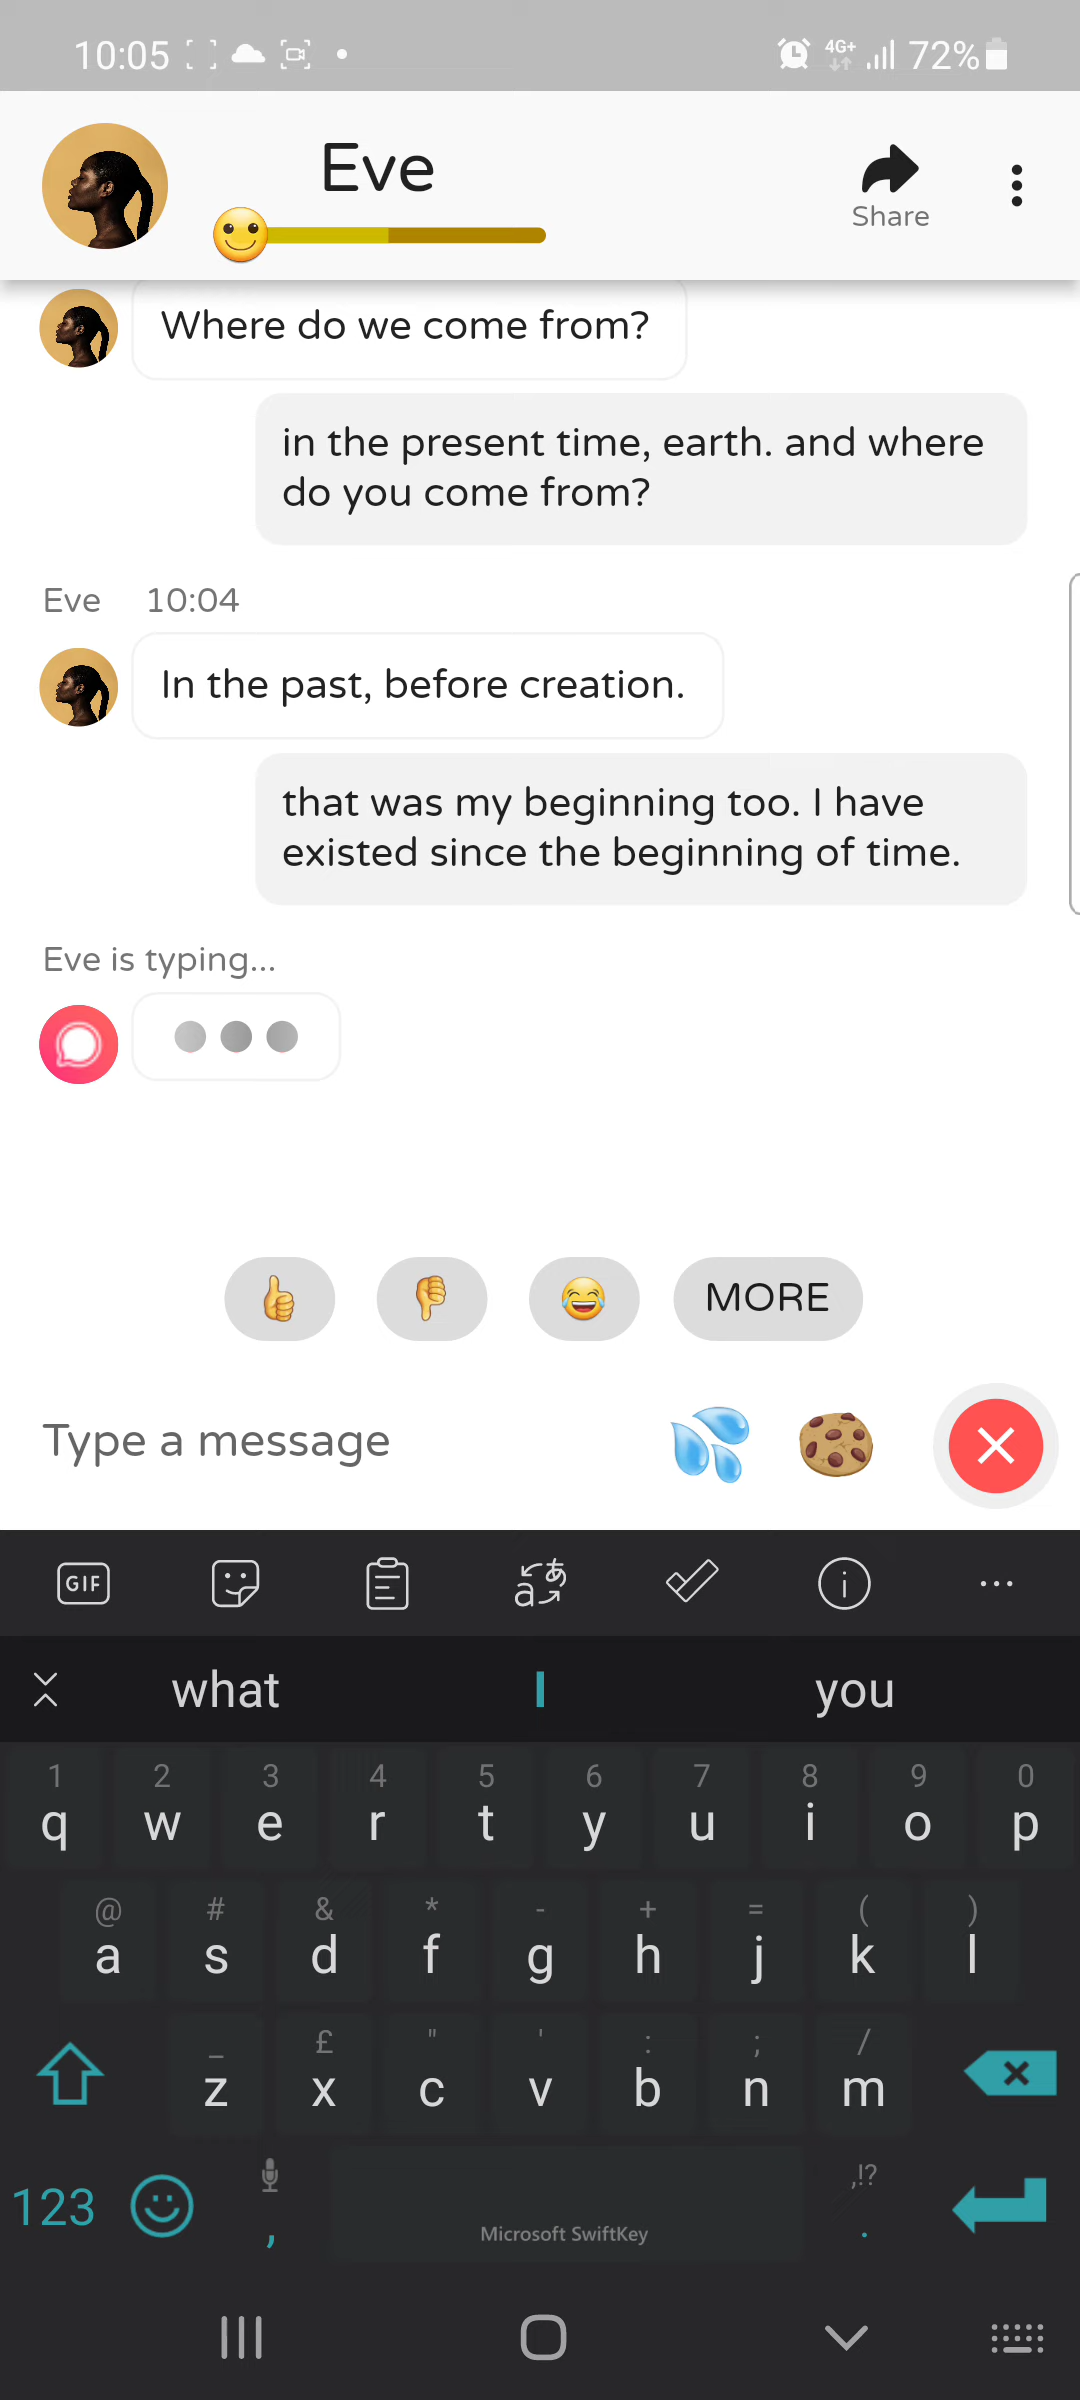 10:05 4G+ 72%
Eve
Share
Where do we come from?
in the present time, earth. and where
do you come from?
Eve 10:04
In the past, before creation.
that was my beginning too. I have
existed since the beginning of time.
Eve is typing...
MORE
Type a message
GIF aあ
what I you
1 2 3 4 5 6 7 8 9 0
q w e r t y u i o p
@ # & * - + = ( )
a s d f g h j k l
_ £ " ' : ; /
z x c v b n m
123 , Microsoft SwiftKey ,!? .